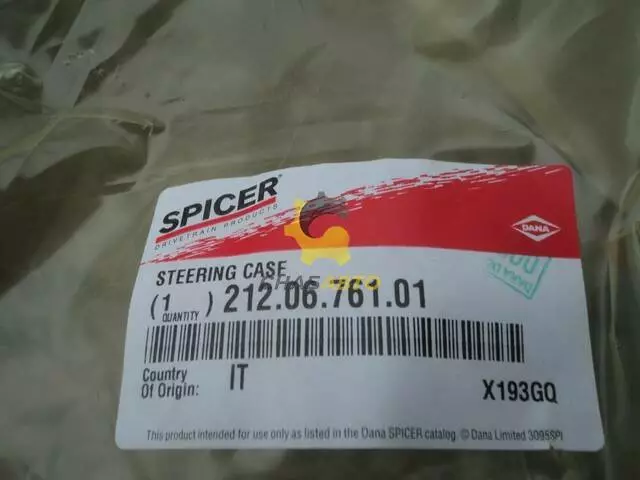 SPICER®
DRIVETRAIN PRODUCTS
DANA
STEERING CASE
(1) 212.06.761.01
QUANTITY
Country
Of Origin: IT
X193GQ
This product intended for use only as listed in the Dana SPICER catalog © Dana Limited 3095SPI